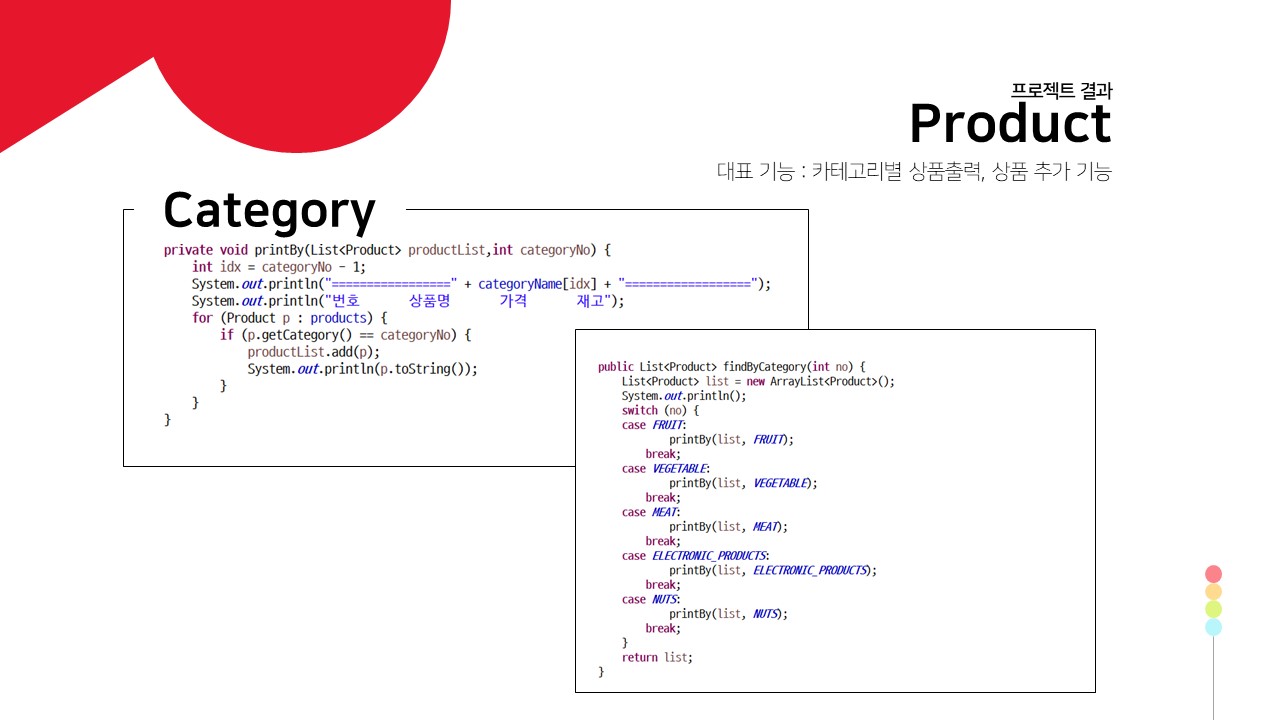 프로젝트 결과
Product
대표 기능 : 카테고리별 상품출력, 상품 추가 기능
Category
private void printBy(List<Product> productList,int categoryNo) {
    int idx = categoryNo - 1;
    System.out.println("=================" + categoryName[idx] + "==================");
    System.out.println("번호       상품명       가격       재고");
    for (Product p : products) {
        if (p.getCategory() == categoryNo) {
            productList.add(p);
            System.out.println(p.toString());
        }
    }
}
public List<Product> findByCategory(int no) {
    List<Product> list = new ArrayList<Product>();
    System.out.println();
    switch (no) {
    case FRUIT:
            printBy(list, FRUIT);
        break;
    case VEGETABLE:
            printBy(list, VEGETABLE);
        break;
    case MEAT:
            printBy(list, MEAT);
        break;
    case ELECTRONIC_PRODUCTS:
            printBy(list, ELECTRONIC_PRODUCTS);
        break;
    case NUTS:
            printBy(list, NUTS);
        break;
    }
    return list;
}